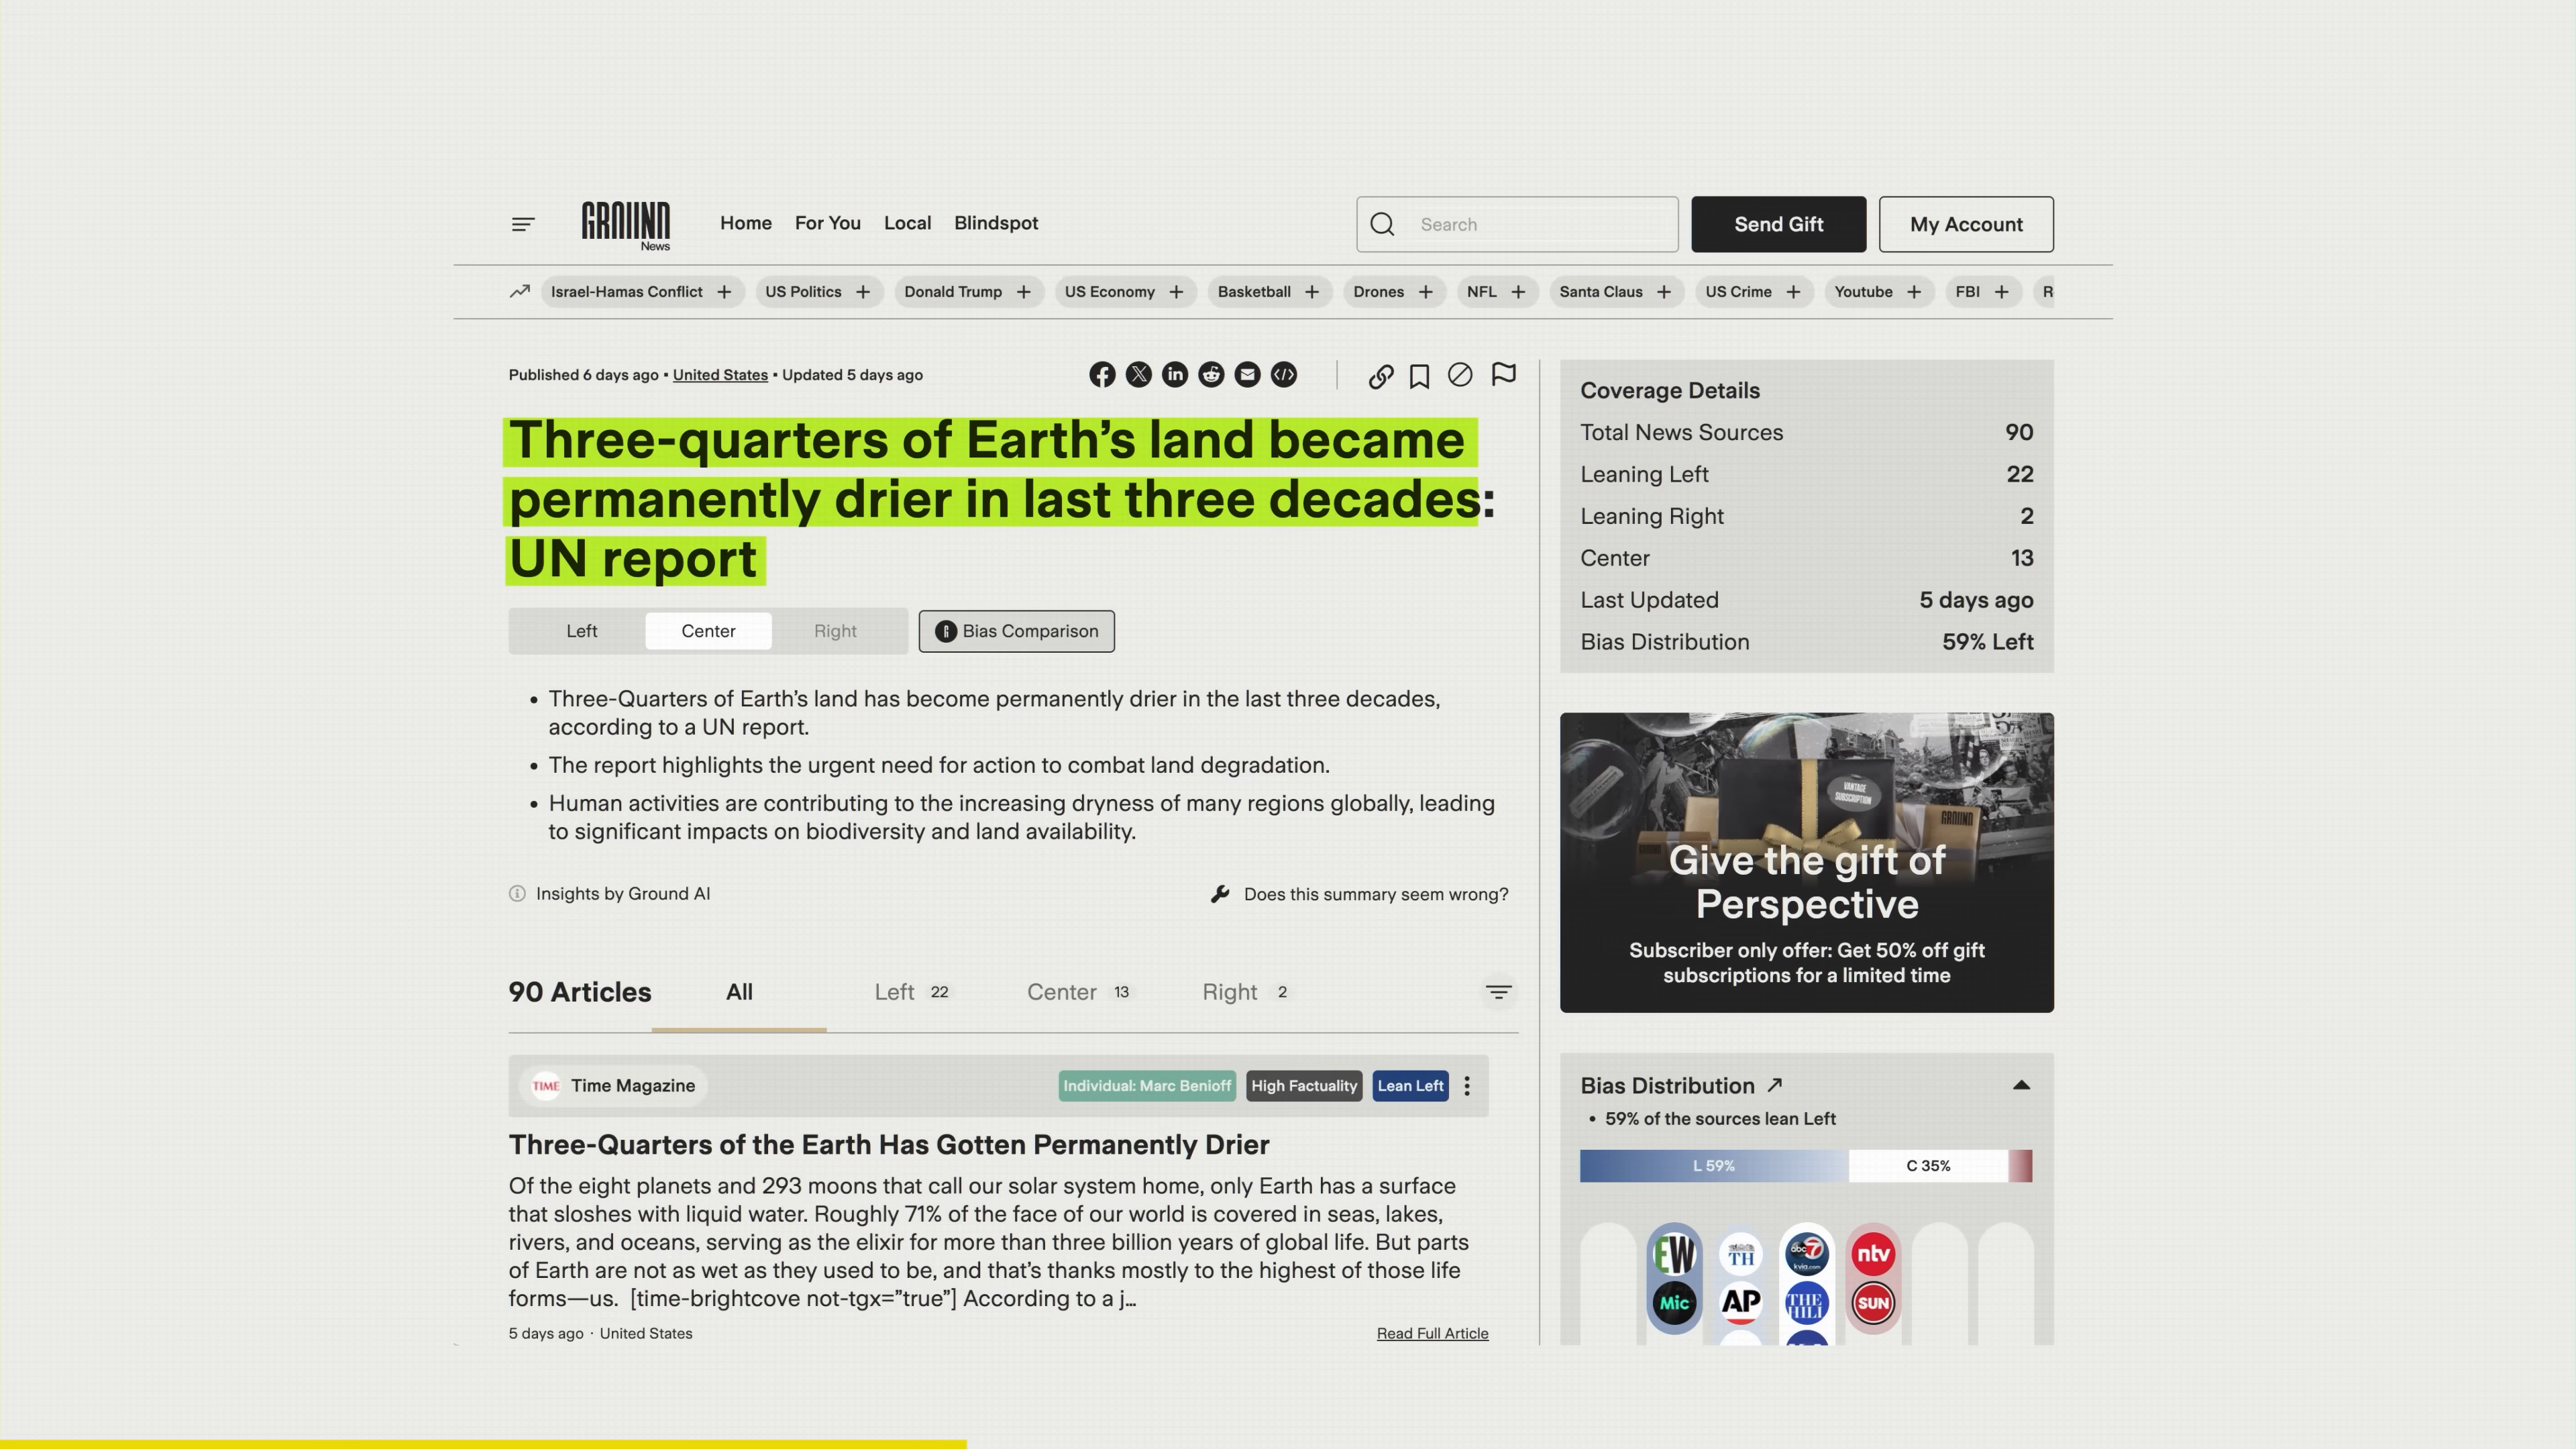 GROUND
News
Home For You Local Blindspot
Search
Send Gift
My Account
Israel-Hamas Conflict + US Politics + Donald Trump + US Economy + Basketball + Drones + NFL + Santa Claus + US Crime + Youtube + FBI + R
Published 6 days ago • United States • Updated 5 days ago
Three-quarters of Earth’s land became
permanently drier in last three decades:
UN report
Left Center Right Bias Comparison
• Three-Quarters of Earth’s land has become permanently drier in the last three decades,
according to a UN report.
• The report highlights the urgent need for action to combat land degradation.
• Human activities are contributing to the increasing dryness of many regions globally, leading
to significant impacts on biodiversity and land availability.
Insights by Ground AI
Does this summary seem wrong?
90 Articles All Left 22 Center 13 Right 2
TIME Time Magazine Individual: Marc Benioff High Factuality Lean Left
Three-Quarters of the Earth Has Gotten Permanently Drier
Of the eight planets and 293 moons that call our solar system home, only Earth has a surface
that sloshes with liquid water. Roughly 71% of the face of our world is covered in seas, lakes,
rivers, and oceans, serving as the elixir for more than three billion years of global life. But parts
of Earth are not as wet as they used to be, and that’s thanks mostly to the highest of those life
forms—us. [time-brightcove not-tgx=”true”] According to a j...
5 days ago · United States
Read Full Article
Coverage Details
Total News Sources 90
Leaning Left 22
Leaning Right 2
Center 13
Last Updated 5 days ago
Bias Distribution 59% Left
VANTAGE
SUBSCRIPTION
GROUND
Give the gift of
Perspective
Subscriber only offer: Get 50% off gift
subscriptions for a limited time
Bias Distribution
• 59% of the sources lean Left
L 59% C 35%
EW TH abc 7 kvia.com ntv
Mic AP THE HILL SUN